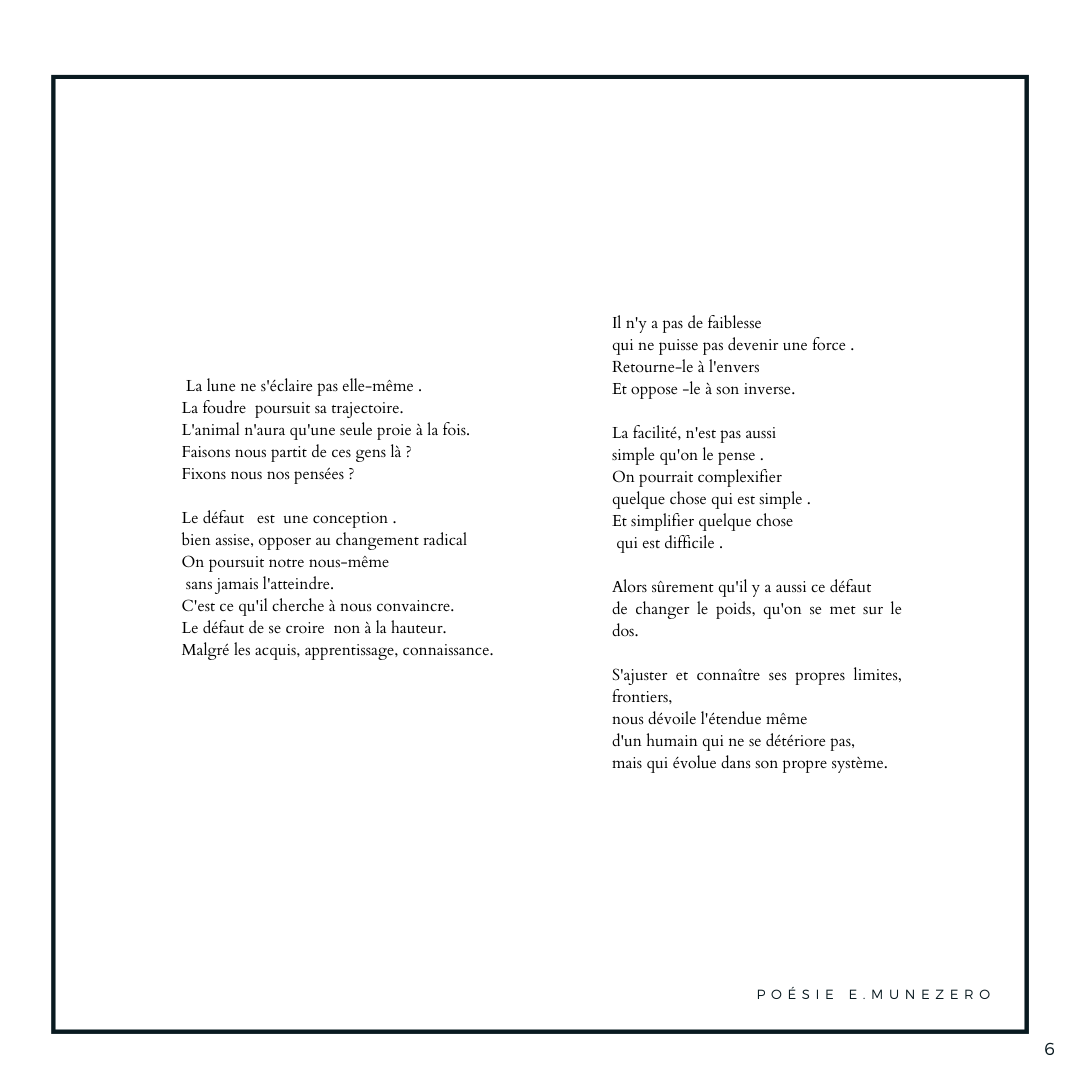 La lune ne s'éclaire pas elle-même .
La foudre  poursuit sa trajectoire.
L'animal n'aura qu'une seule proie à la fois.
Faisons nous partit de ces gens là ?
Fixons nous nos pensées ?

Le défaut   est  une conception .
bien assise, opposer au changement radical
On poursuit notre nous-même
sans jamais l'atteindre.
C'est ce qu'il cherche à nous convaincre.
Le défaut de se croire  non à la hauteur.
Malgré les acquis, apprentissage, connaissance.

Il n'y a pas de faiblesse
qui ne puisse pas devenir une force .
Retourne-le à l'envers
Et oppose -le à son inverse.

La facilité, n'est pas aussi
simple qu'on le pense .
On pourrait complexifier
quelque chose qui est simple .
Et simplifier quelque chose
qui est difficile .

Alors sûrement qu'il y a aussi ce défaut
de changer le poids, qu'on se met sur le
dos.

S'ajuster et connaître ses propres limites,
frontiers,
nous dévoile l'étendue même
d'un humain qui ne se détériore pas,
mais qui évolue dans son propre système.

POÉSIE E.MUNEZERO
6